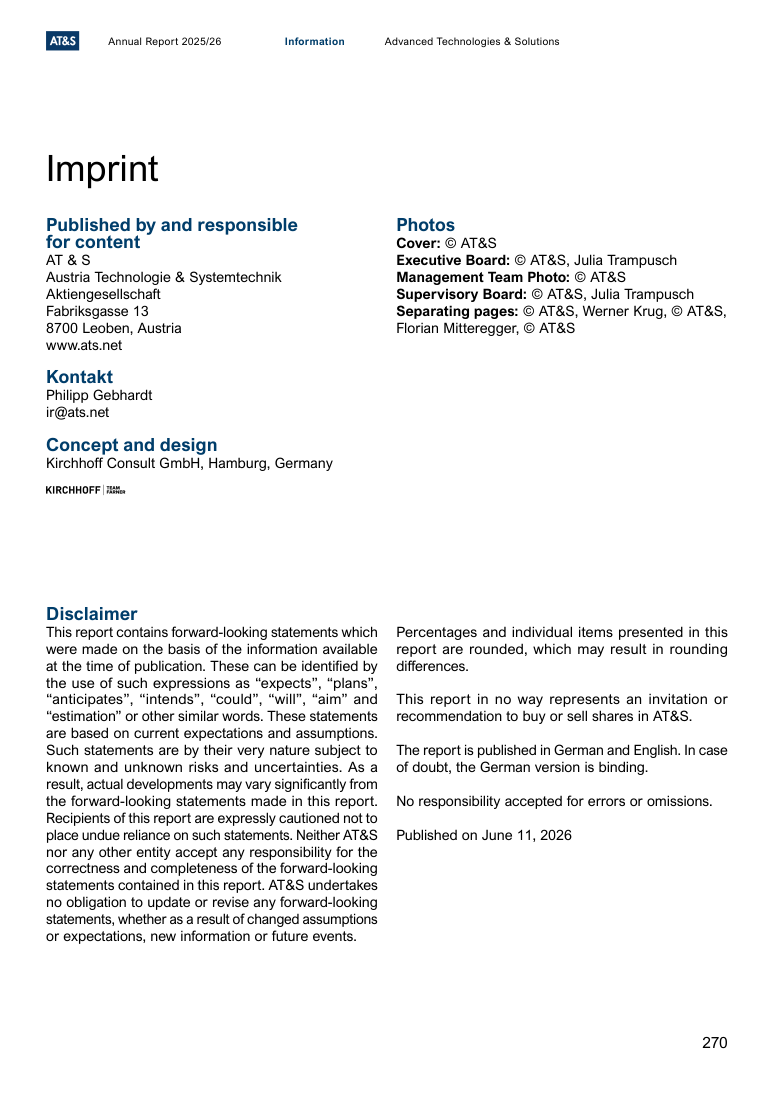 AT&S
Annual Report 2025/26
Information
Advanced Technologies & Solutions
Imprint
Published by and responsible
for content
AT & S
Austria Technologie & Systemtechnik
Aktiengesellschaft
Fabriksgasse 13
8700 Leoben, Austria
www.ats.net
Kontakt
Philipp Gebhardt
ir@ats.net
Concept and design
Kirchhoff Consult GmbH, Hamburg, Germany
KIRCHHOFF | TEAM FARNER
Photos
Cover: © AT&S
Executive Board: © AT&S, Julia Trampusch
Management Team Photo: © AT&S
Supervisory Board: © AT&S, Julia Trampusch
Separating pages: © AT&S, Werner Krug, © AT&S,
Florian Mitteregger, © AT&S
Disclaimer
This report contains forward-looking statements which
were made on the basis of the information available
at the time of publication. These can be identified by
the use of such expressions as “expects”, “plans”,
“anticipates”, “intends”, “could”, “will”, “aim” and
“estimation” or other similar words. These statements
are based on current expectations and assumptions.
Such statements are by their very nature subject to
known and unknown risks and uncertainties. As a
result, actual developments may vary significantly from
the forward-looking statements made in this report.
Recipients of this report are expressly cautioned not to
place undue reliance on such statements. Neither AT&S
nor any other entity accept any responsibility for the
correctness and completeness of the forward-looking
statements contained in this report. AT&S undertakes
no obligation to update or revise any forward-looking
statements, whether as a result of changed assumptions
or expectations, new information or future events.
Percentages and individual items presented in this
report are rounded, which may result in rounding
differences.
This report in no way represents an invitation or
recommendation to buy or sell shares in AT&S.
The report is published in German and English. In case
of doubt, the German version is binding.
No responsibility accepted for errors or omissions.
Published on June 11, 2026
270